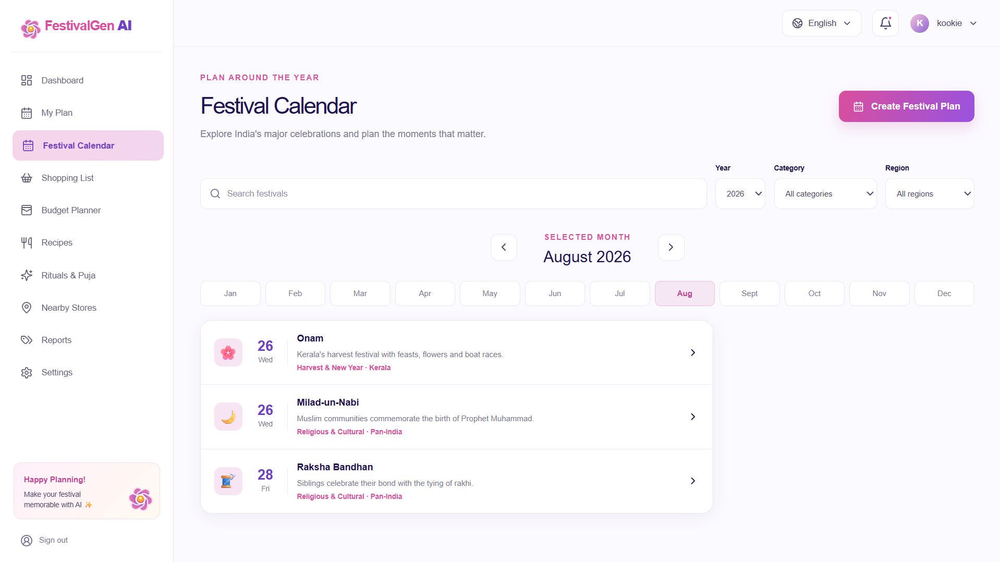 FestivalGen AI
Dashboard
My Plan
Festival Calendar
Shopping List
Budget Planner
Recipes
Rituals & Puja
Nearby Stores
Reports
Settings
Happy Planning!
Make your festival
memorable with AI ✨
Sign out
English
K
kookie
PLAN AROUND THE YEAR
Festival Calendar
Explore India's major celebrations and plan the moments that matter.
Create Festival Plan
Search festivals
Year
2026
Category
All categories
Region
All regions
SELECTED MONTH
August 2026
Jan
Feb
Mar
Apr
May
Jun
Jul
Aug
Sept
Oct
Nov
Dec
26
Wed
Onam
Kerala's harvest festival with feasts, flowers and boat races.
Harvest & New Year · Kerala
26
Wed
Milad-un-Nabi
Muslim communities commemorate the birth of Prophet Muhammad.
Religious & Cultural · Pan-India
28
Fri
Raksha Bandhan
Siblings celebrate their bond with the tying of rakhi.
Religious & Cultural · Pan-India